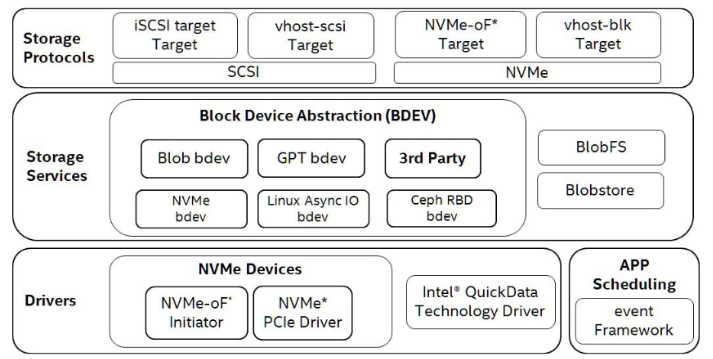 Storage
Protocols
iSCSI target
Target
vhost-scsi
Target
NVMe-oF*
Target
vhost-blk
Target
SCSI
NVMe
Storage
Services
Block Device Abstraction (BDEV)
Blob bdev
GPT bdev
3rd Party
NVMe
bdev
Linux Async IO
bdev
Ceph RBD
bdev
BlobFS
Blobstore
Drivers
NVMe Devices
NVMe-oF*
Initiator
NVMe*
PCIe Driver
Intel® QuickData
Technology Driver
APP
Scheduling
event
Framework